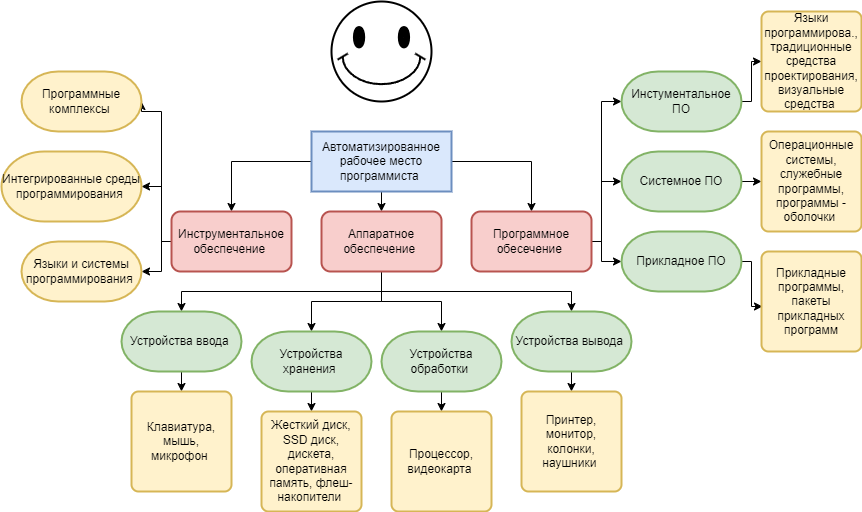 Автоматизированное
рабочее место
программиста
Инструментальное
обеспечение
Аппаратное
обеспечение
Программное
обесечение
Программные
комплексы
Интегрированные среды
программирования
Языки и системы
программирования
Инстументальное
ПО
Системное ПО
Прикладное ПО
Языки
программирова.,
традиционные
средства
проектирования,
визуальные
средства
Операционные
системы,
служебные
программы,
программы -
оболочки
Прикладные
программы,
пакеты
прикладных
программ
Устройства ввода
Устройства
хранения
Устройства
обработки
Устройства вывода
Клавиатура,
мышь,
микрофон
Жесткий диск,
SSD диск,
дискета,
оперативная
память, флеш-
накопители
Процессор,
видеокарта
Принтер,
монитор,
колонки,
наушники